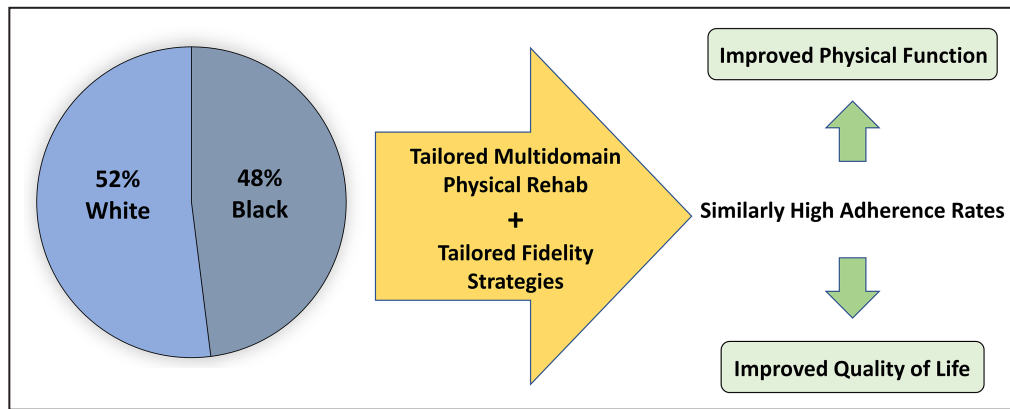 52%
White
48%
Black
Tailored Multidomain
Physical Rehab
+
Tailored Fidelity
Strategies
Improved Physical Function
Similarly High Adherence Rates
Improved Quality of Life